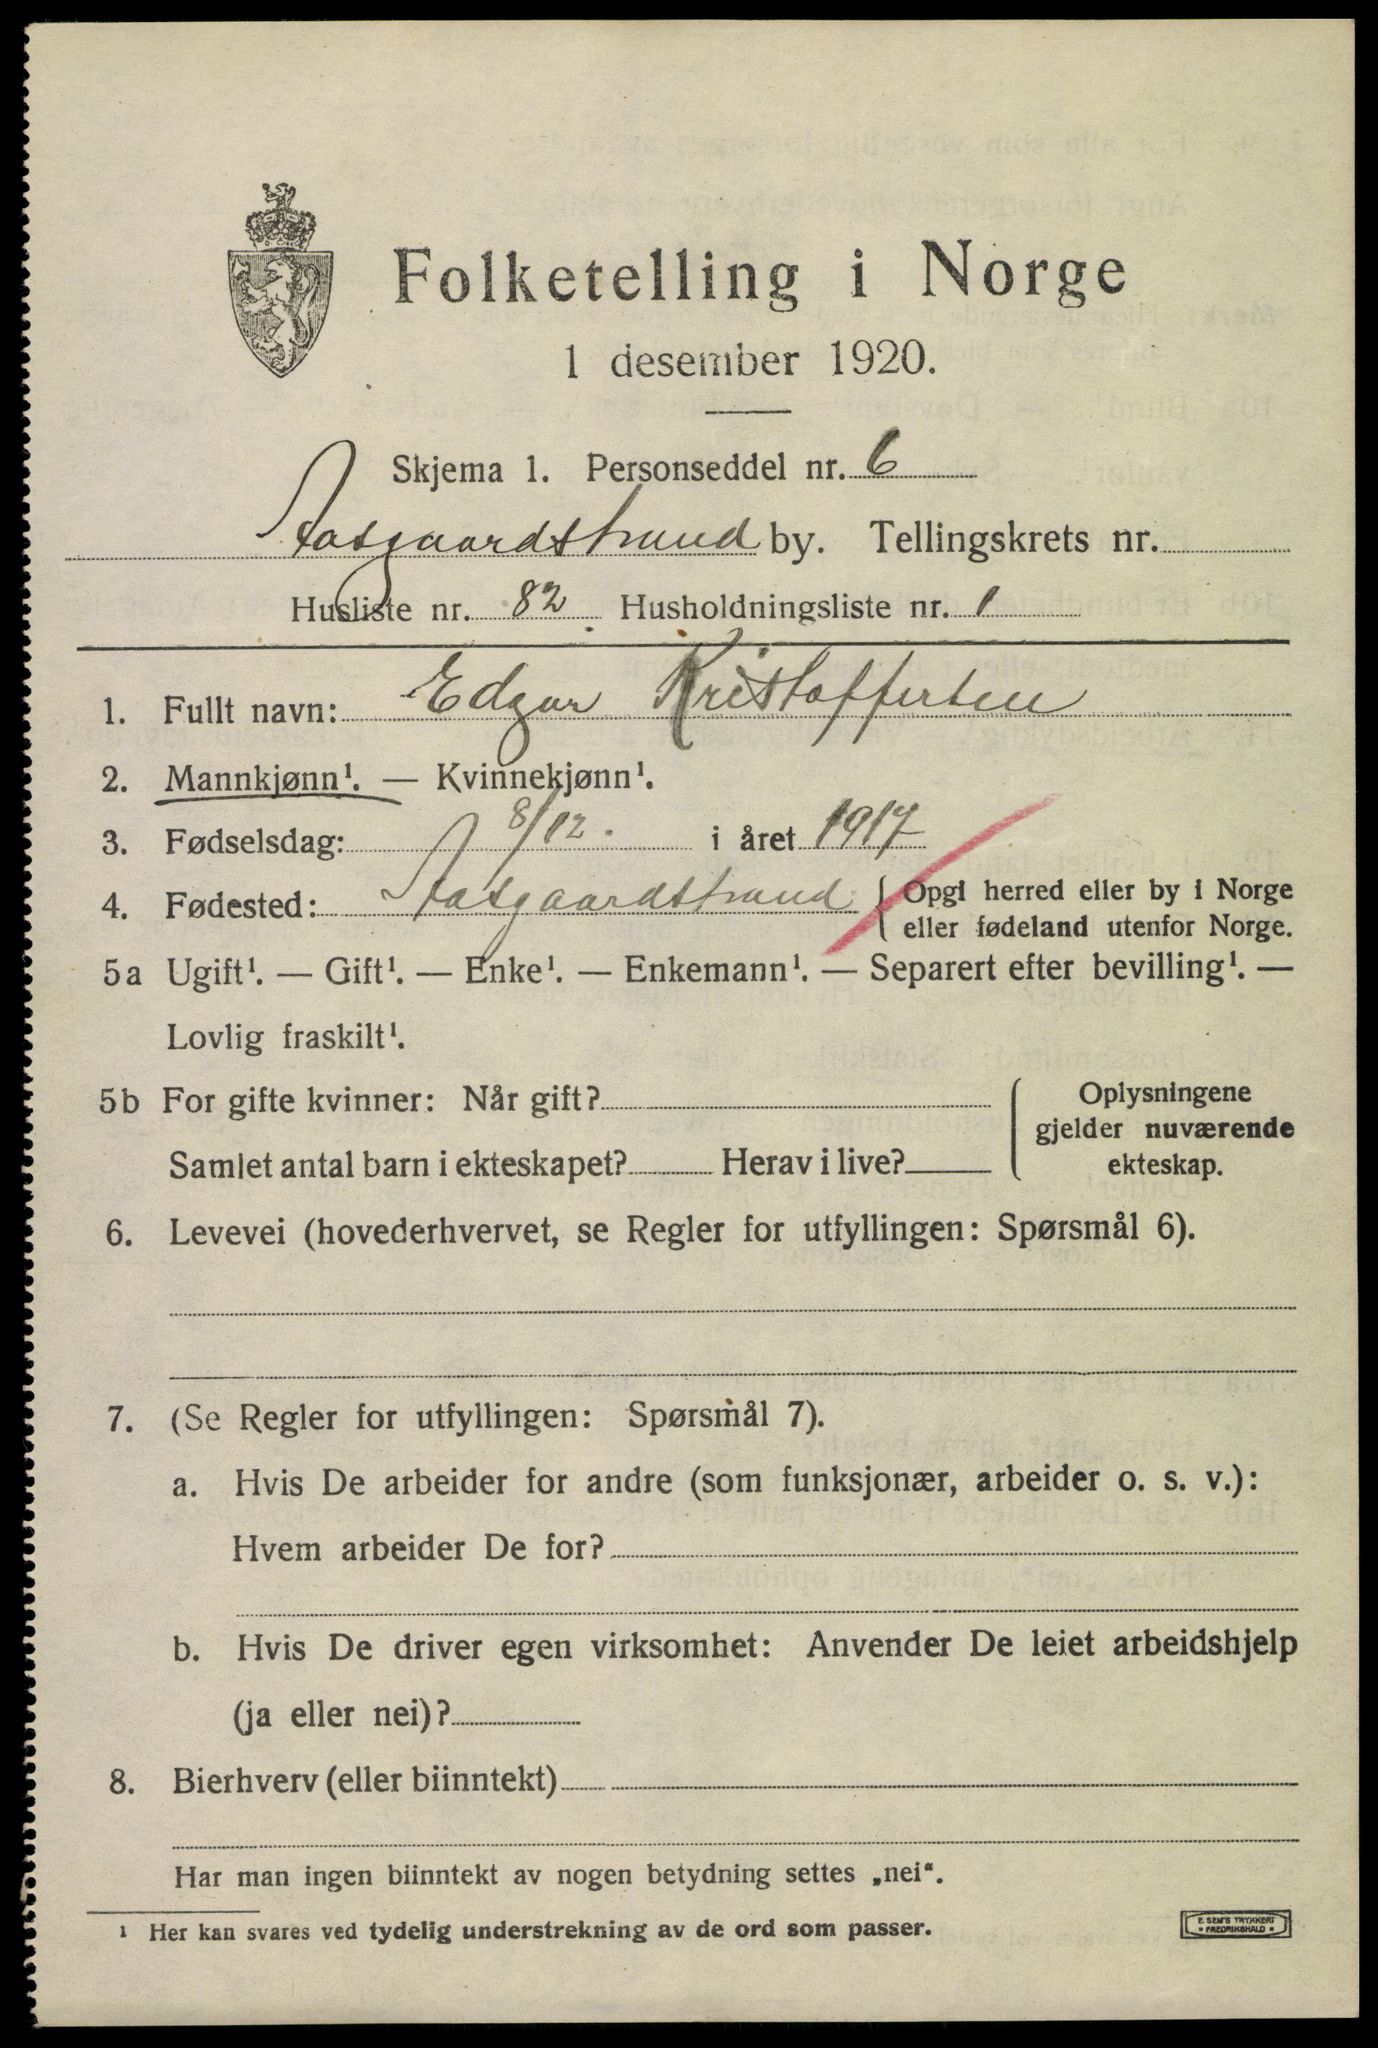 Folketelling i Norge
1 desember 1920.
Skjema 1. Personseddel nr. 6
Aasgaardstrand by. Tellingskrets nr.
Husliste nr. 82 Husholdningsliste nr. 1
1. Fullt navn: Edgar Kristoffersen
2. Mannkjønn¹. — Kvinnekjønn¹.
3. Fødselsdag: 8/12. i året 1917
4. Fødested: Aasgaardstrand { Opgi herred eller by i Norge
eller fødeland utenfor Norge.
5a Ugift¹. — Gift¹. — Enke¹. — Enkemann¹. — Separert efter bevilling¹. —
Lovlig fraskilt¹.
5b For gifte kvinner: Når gift?
Samlet antal barn i ekteskapet? Herav i live?
Oplysningene
gjelder nuværende
ekteskap.
6. Levevei (hovederhvervet, se Regler for utfyllingen: Spørsmål 6).
7. (Se Regler for utfyllingen: Spørsmål 7).
a. Hvis De arbeider for andre (som funksjonær, arbeider o. s. v.):
Hvem arbeider De for?
b. Hvis De driver egen virksomhet: Anvender De leiet arbeidshjelp
(ja eller nei)?
8. Bierhverv (eller biinntekt)
Har man ingen biinntekt av nogen betydning settes „nei“.
¹ Her kan svares ved tydelig understrekning av de ord som passer.
E. SEM'S TRYKKERI
• FREDRIKSHALD •